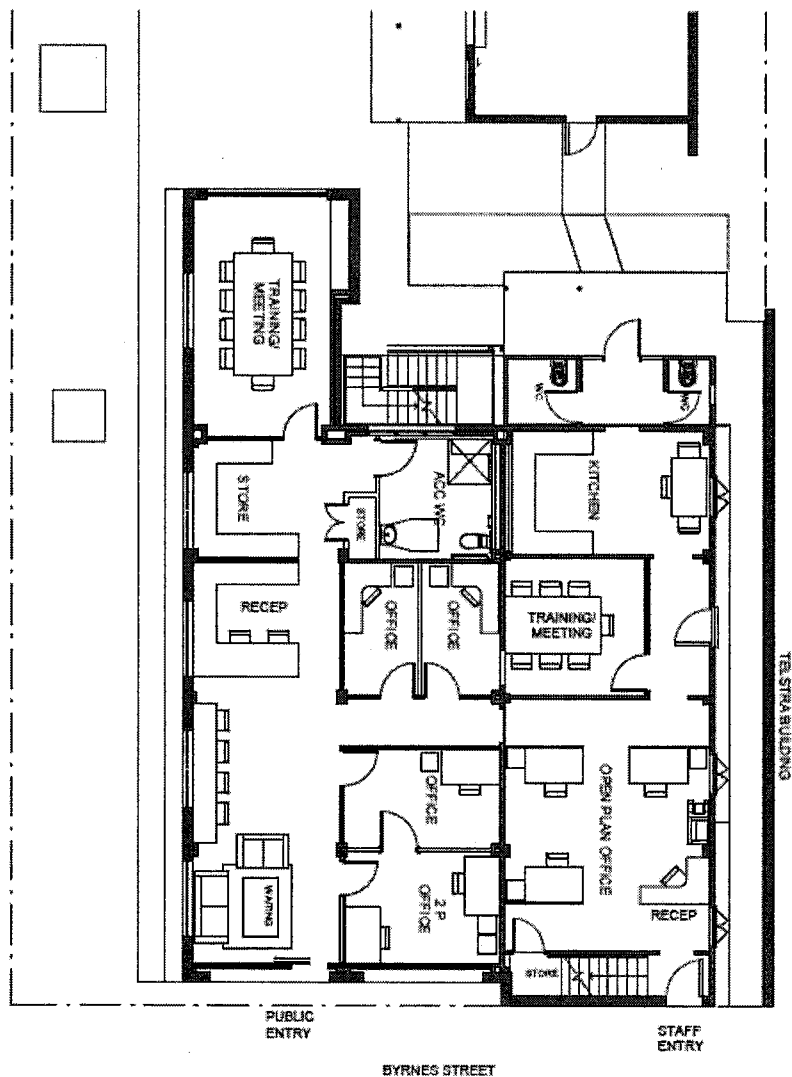 TRAINING/
MEETING
WC
WC
STORE
ACC WC
KITCHEN
STORE
RECEP
OFFICE
OFFICE
TRAINING/
MEETING
TELSTRA BUILDING
OFFICE
OPEN PLAN OFFICE
WAITING
2 P
OFFICE
RECEP
STORE
PUBLIC
ENTRY
STAFF
ENTRY
BYRNES STREET